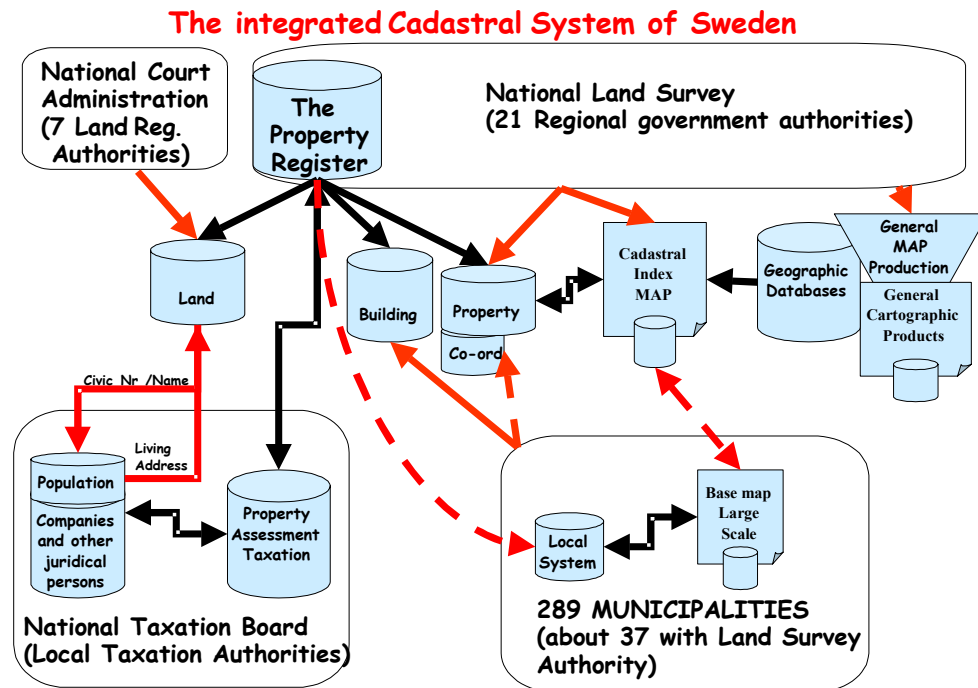 The integrated Cadastral System of Sweden
National Court
Administration
(7 Land Reg.
Authorities)
The
Property
Register
National Land Survey
(21 Regional government authorities)
Land
Building
Property
Co-ord
Cadastral
Index
MAP
Geographic
Databases
General
MAP
Production
General
Cartographic
Products
Civic Nr /Name
Living
Address
Population
Companies
and other
juridical
persons
Property
Assessment
Taxation
National Taxation Board
(Local Taxation Authorities)
Local
System
Base map
Large
Scale
289 MUNICIPALITIES
(about 37 with Land Survey
Authority)